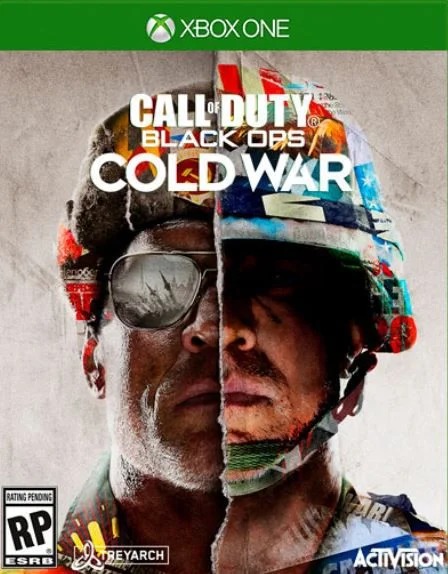 XBOX ONE
CALL OF DUTY®
BLACK OPS
COLD WAR
RATING PENDING
RP
ESRB
TREYARCH
ACTIVISION